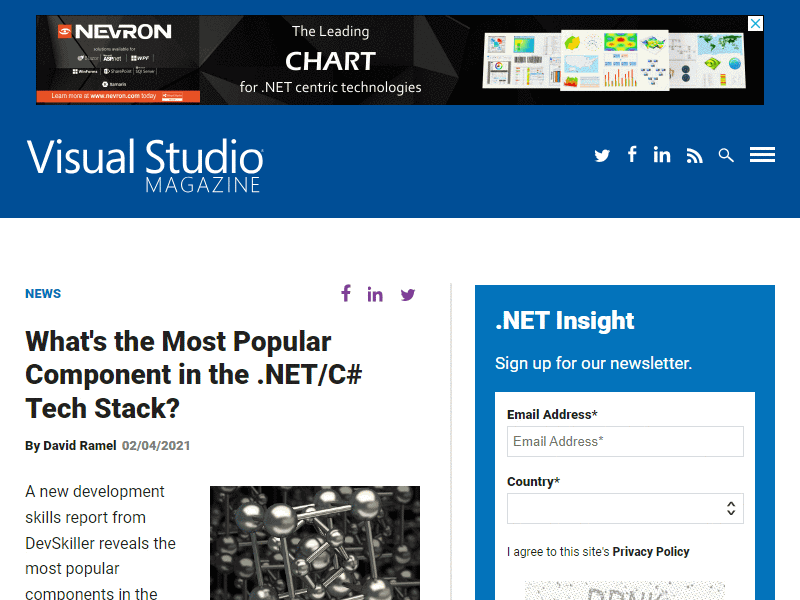 NEVRON
solutions available for
ASP.net
WPF
WinForms
SharePoint
SQL Server
Xamarin
Learn more at www.nevron.com today
The Leading
CHART
for .NET centric technologies
Visual Studio
MAGAZINE
NEWS
What's the Most Popular
Component in the .NET/C#
Tech Stack?
By David Ramel 02/04/2021
A new development
skills report from
DevSkiller reveals the
most popular
components in the
.NET Insight
Sign up for our newsletter.
Email Address*
Email Address*
Country*
I agree to this site's Privacy Policy